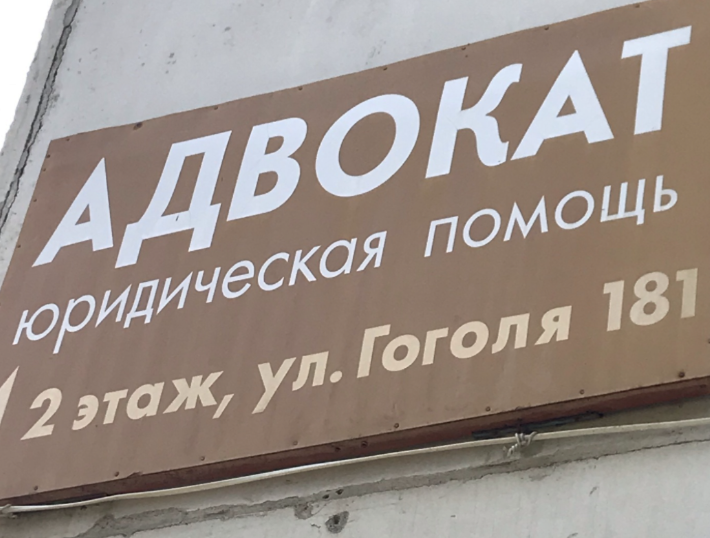 АДВОКАТ
юридическая помощь
2 этаж, ул. Гоголя 181